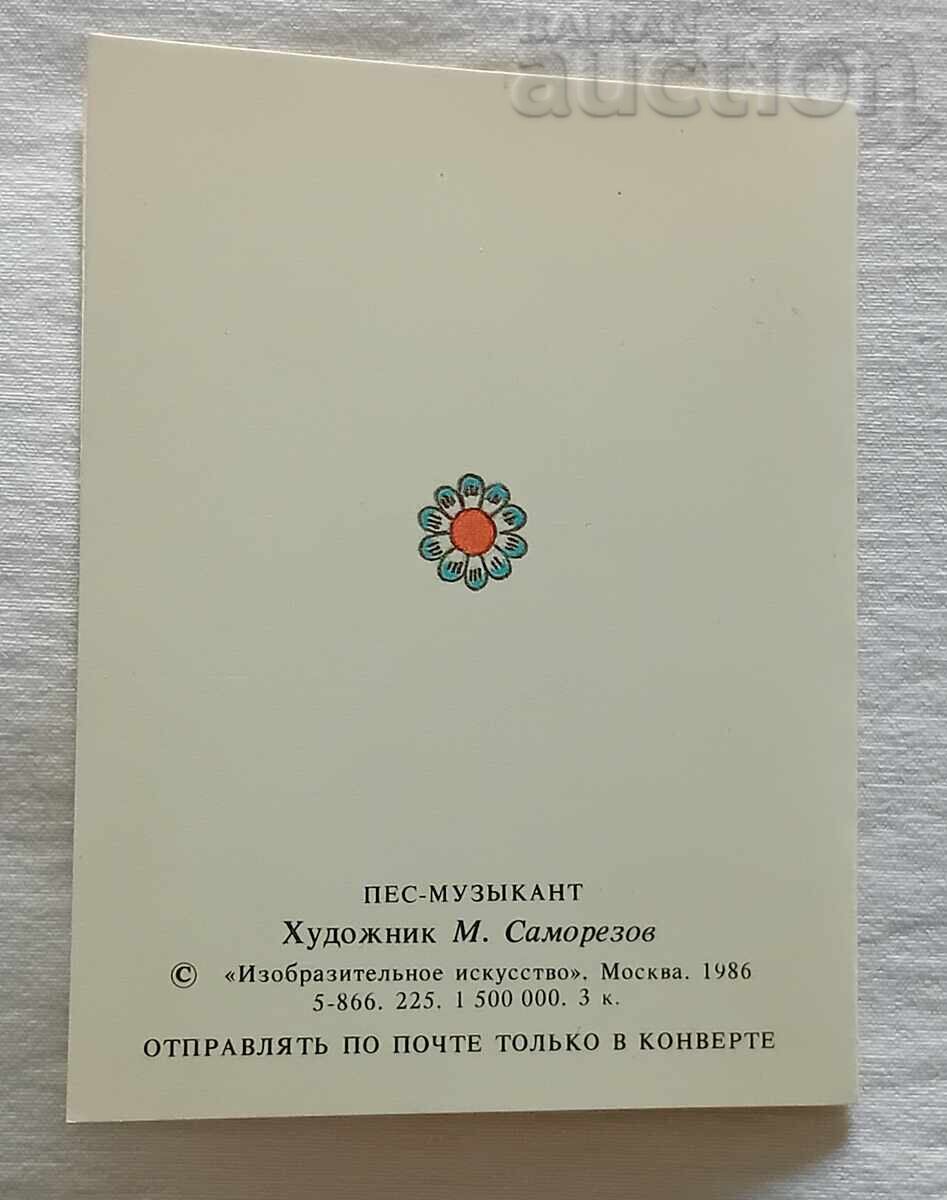 BALKAN
auction
ПЕС-МУЗЫКАНТ
Художник М. Саморезов
© «Изобразительное искусство». Москва. 1986
5-866. 225. 1 500 000. 3 к.
ОТПРАВЛЯТЬ ПО ПОЧТЕ ТОЛЬКО В КОНВЕРТЕ